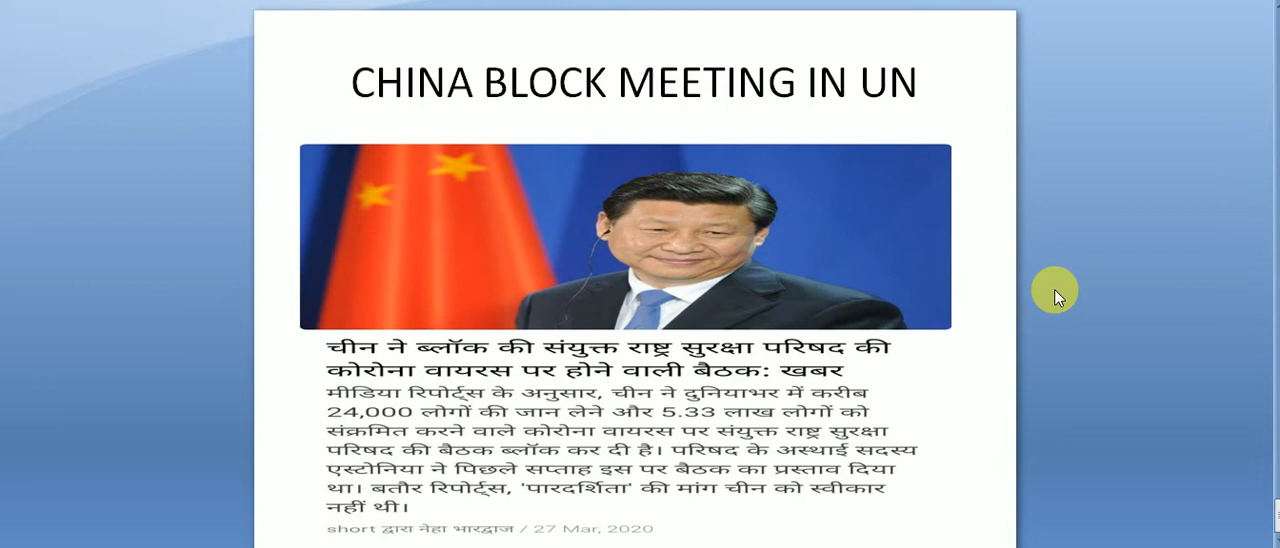 CHINA BLOCK MEETING IN UN
चीन ने ब्लॉक की संयुक्त राष्ट्र सुरक्षा परिषद की
कोरोना वायरस पर होने वाली बैठक: खबर
मीडिया रिपोर्ट्स के अनुसार, चीन ने दुनियाभर में करीब
24,000 लोगों की जान लेने और 5.33 लाख लोगों को
संक्रमित करने वाले कोरोना वायरस पर संयुक्त राष्ट्र सुरक्षा
परिषद की बैठक ब्लॉक कर दी है। परिषद के अस्थाई सदस्य
एस्टोनिया ने पिछले सप्ताह इस पर बैठक का प्रस्ताव दिया
था। बतौर रिपोर्ट्स, 'पारदर्शिता' की मांग चीन को स्वीकार
नहीं थी।
short द्वारा नेहा भारद्वाज / 27 Mar, 2020